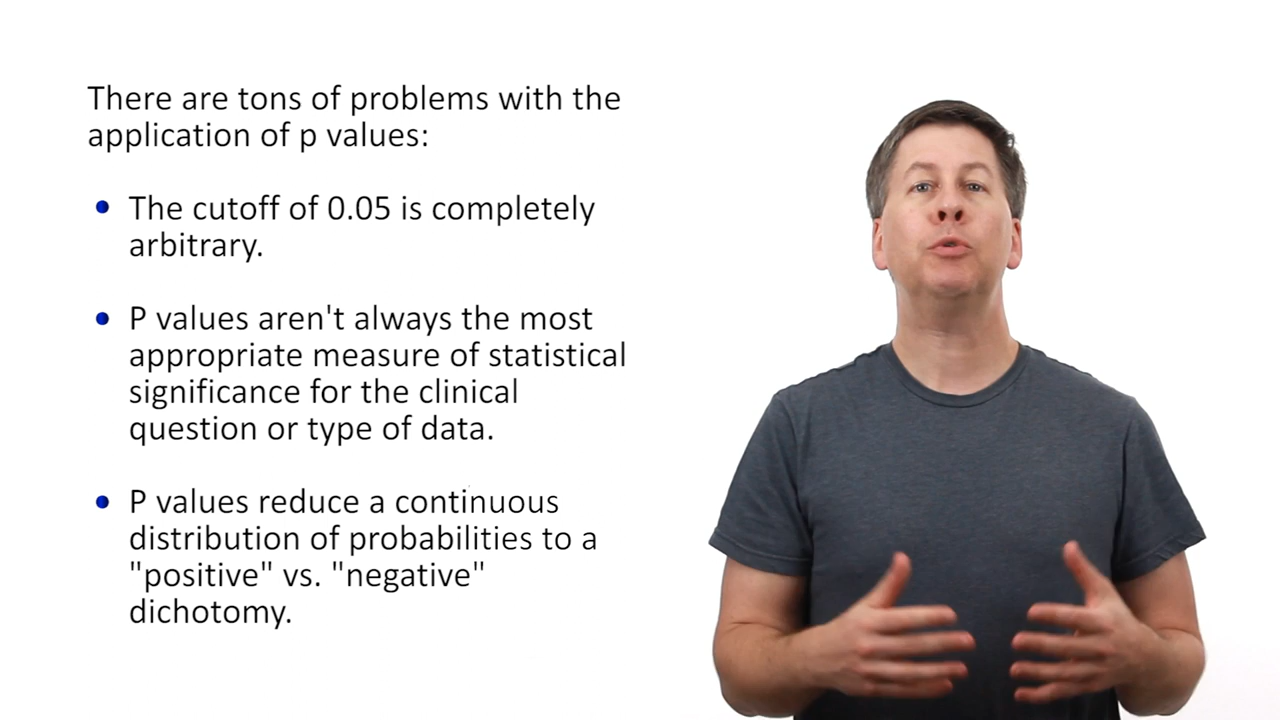 There are tons of problems with the
application of p values:
The cutoff of 0.05 is completely
arbitrary.
P values aren't always the most
appropriate measure of statistical
significance for the clinical
question or type of data.
P values reduce a continuous
distribution of probabilities to a
"positive" vs. "negative"
dichotomy.